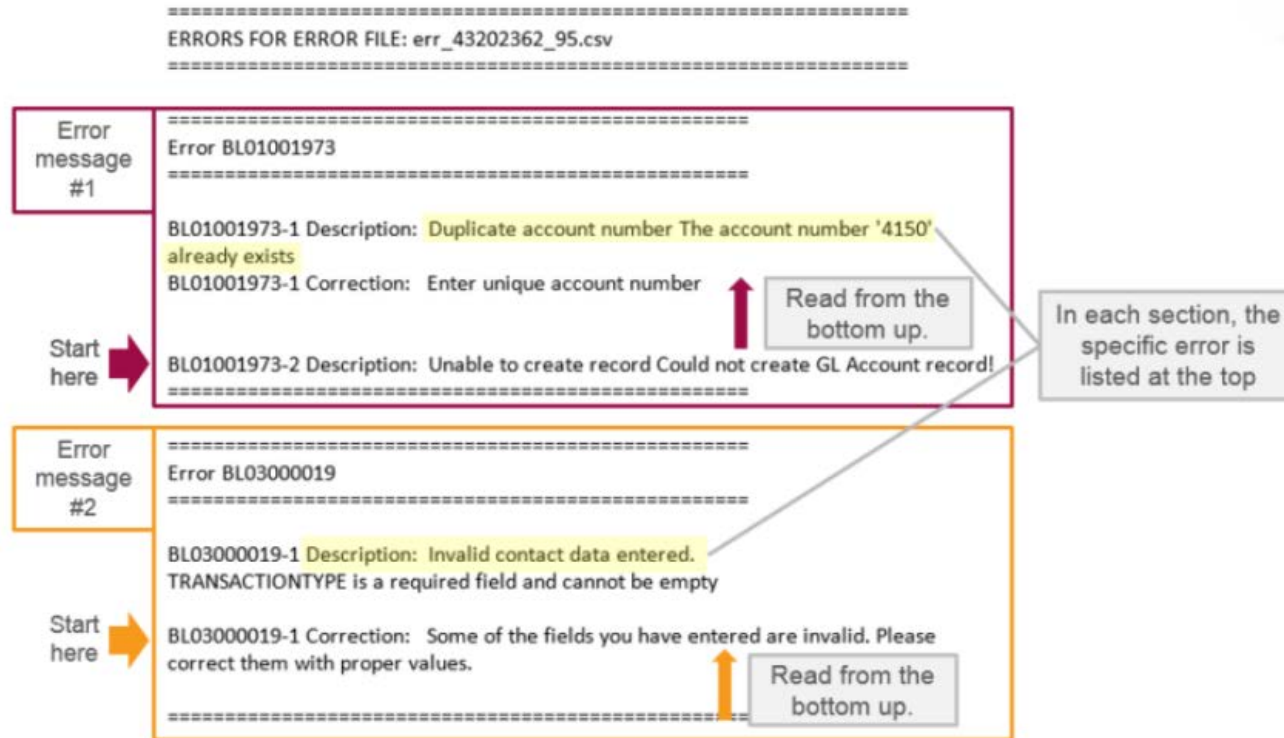 ==================================================================
ERRORS FOR ERROR FILE: err_43202362_95.csv
==================================================================
Error
message
#1
====================================================
Error BL01001973
====================================================
BL01001973-1 Description: Duplicate account number The account number '4150'
already exists
BL01001973-1 Correction: Enter unique account number
Read from the
bottom up.
Start
here
BL01001973-2 Description: Unable to create record Could not create GL Account record!
====================================================
In each section, the
specific error is
listed at the top
Error
message
#2
====================================================
Error BL03000019
====================================================
BL03000019-1 Description: Invalid contact data entered.
TRANSACTIONTYPE is a required field and cannot be empty
Start
here
BL03000019-1 Correction: Some of the fields you have entered are invalid. Please
correct them with proper values.
Read from the
bottom up.
====================================================